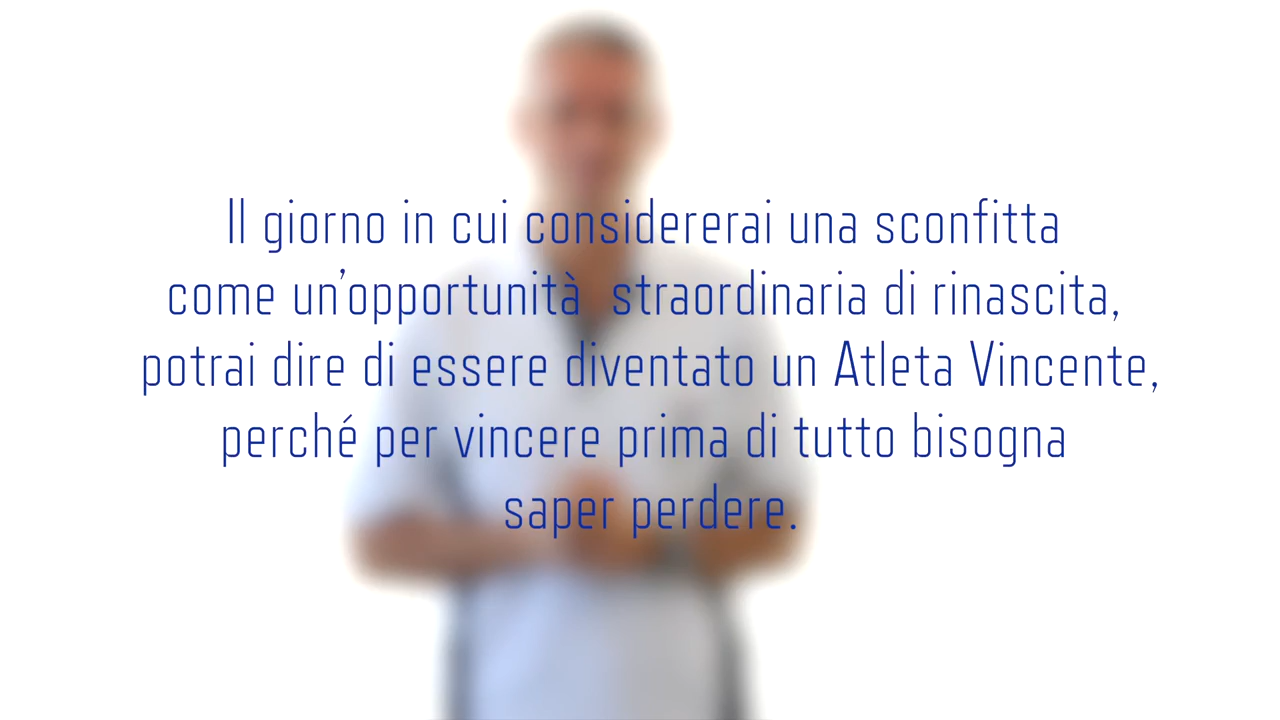 Il giorno in cui considererai una sconfitta
come un'opportunità straordinaria di rinascita,
potrai dire di essere diventato un Atleta Vincente,
perché per vincere prima di tutto bisogna
saper perdere.